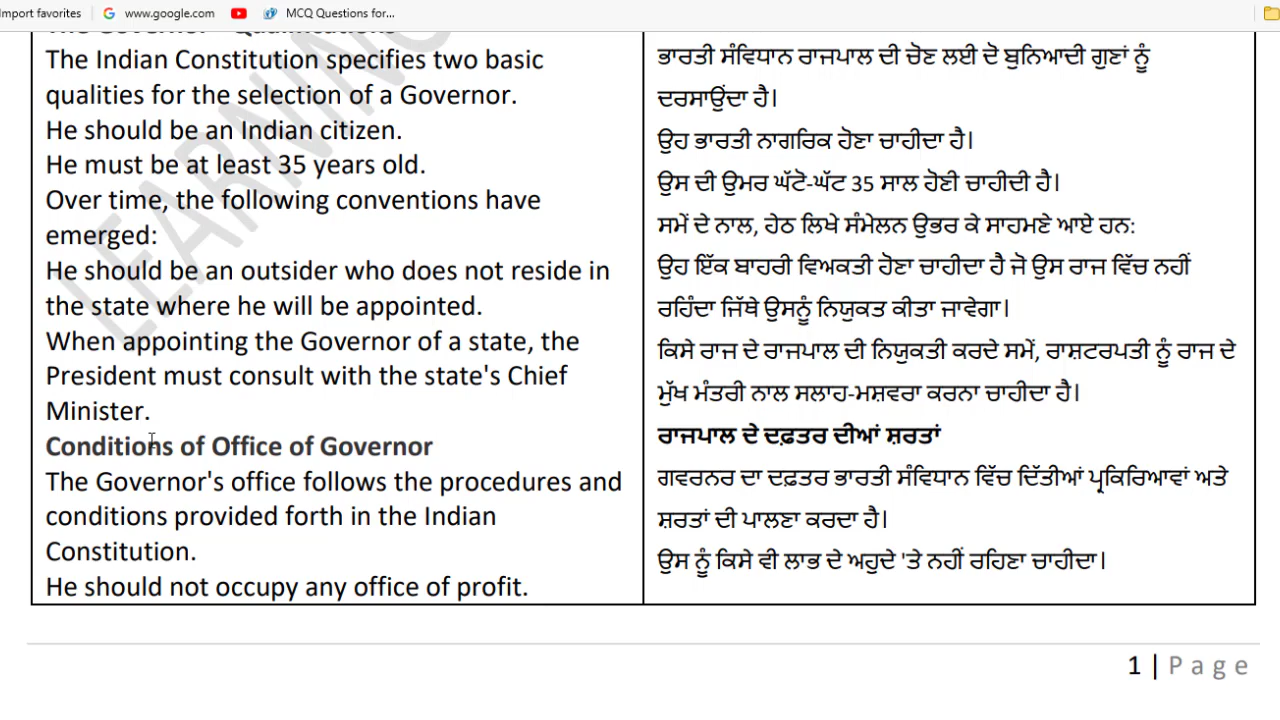 mport favorites
www.google.com
MCQ Questions for...
The Governor - Qualifications
The Indian Constitution specifies two basic
qualities for the selection of a Governor.
He should be an Indian citizen.
He must be at least 35 years old.
Over time, the following conventions have
emerged:
He should be an outsider who does not reside in
the state where he will be appointed.
When appointing the Governor of a state, the
President must consult with the state's Chief
Minister.
Conditions of Office of Governor
The Governor's office follows the procedures and
conditions provided forth in the Indian
Constitution.
He should not occupy any office of profit.
ਭਾਰਤੀ ਸੰਵਿਧਾਨ ਰਾਜਪਾਲ ਦੀ ਚੋਣ ਲਈ ਦੋ ਬੁਨਿਆਦੀ ਗੁਣਾਂ ਨੂੰ
ਦਰਸਾਉਂਦਾ ਹੈ।
ਉਹ ਭਾਰਤੀ ਨਾਗਰਿਕ ਹੋਣਾ ਚਾਹੀਦਾ ਹੈ।
ਉਸ ਦੀ ਉਮਰ ਘੱਟੋ-ਘੱਟ 35 ਸਾਲ ਹੋਣੀ ਚਾਹੀਦੀ ਹੈ।
ਸਮੇਂ ਦੇ ਨਾਲ, ਹੇਠ ਲਿਖੇ ਸੰਮੇਲਨ ਉਭਰ ਕੇ ਸਾਹਮਣੇ ਆਏ ਹਨ:
ਉਹ ਇੱਕ ਬਾਹਰੀ ਵਿਅਕਤੀ ਹੋਣਾ ਚਾਹੀਦਾ ਹੈ ਜੋ ਉਸ ਰਾਜ ਵਿੱਚ ਨਹੀਂ
ਰਹਿੰਦਾ ਜਿੱਥੇ ਉਸਨੂੰ ਨਿਯੁਕਤ ਕੀਤਾ ਜਾਵੇਗਾ।
ਕਿਸੇ ਰਾਜ ਦੇ ਰਾਜਪਾਲ ਦੀ ਨਿਯੁਕਤੀ ਕਰਦੇ ਸਮੇਂ, ਰਾਸ਼ਟਰਪਤੀ ਨੂੰ ਰਾਜ ਦੇ
ਮੁੱਖ ਮੰਤਰੀ ਨਾਲ ਸਲਾਹ-ਮਸ਼ਵਰਾ ਕਰਨਾ ਚਾਹੀਦਾ ਹੈ।
ਰਾਜਪਾਲ ਦੇ ਦਫ਼ਤਰ ਦੀਆਂ ਸ਼ਰਤਾਂ
ਗਵਰਨਰ ਦਾ ਦਫ਼ਤਰ ਭਾਰਤੀ ਸੰਵਿਧਾਨ ਵਿੱਚ ਦਿੱਤੀਆਂ ਪ੍ਰਕਿਰਿਆਵਾਂ ਅਤੇ
ਸ਼ਰਤਾਂ ਦੀ ਪਾਲਣਾ ਕਰਦਾ ਹੈ।
ਉਸ ਨੂੰ ਕਿਸੇ ਵੀ ਲਾਭ ਦੇ ਅਹੁਦੇ 'ਤੇ ਨਹੀਂ ਰਹਿਣਾ ਚਾਹੀਦਾ।
LEARNING
1 | Page